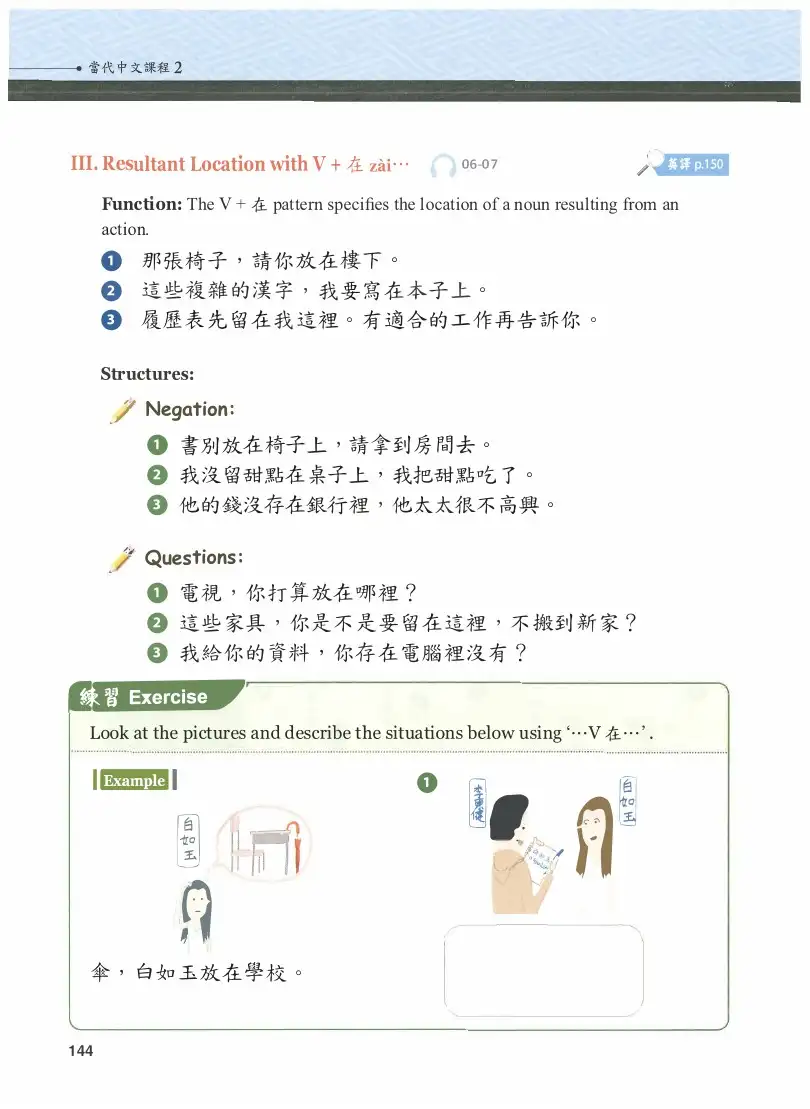 當代中文課程 2
III. Resultant Location with V + 在 zài⋯ 06-07 英譯 p.150
Function: The V + 在 pattern specifies the location of a noun resulting from an
action.
1 那張椅子，請你放在樓下。
2 這些複雜的漢字，我要寫在本子上。
3 履歷表先留在我這裡。有適合的工作再告訴你。
Structures:
Negation:
1 書別放在椅子上，請拿到房間去。
2 我沒留甜點在桌子上，我把甜點吃了。
3 他的錢沒存在銀行裡，他太太很不高興。
Questions:
1 電視，你打算放在哪裡？
2 這些家具，你是不是要留在這裡，不搬到新家？
3 我給你的資料，你存在電腦裡沒有？
練習 Exercise
Look at the pictures and describe the situations below using ‘⋯V 在⋯’.
Example
白如玉
傘，白如玉放在學校。
1
李東健
白如玉
144